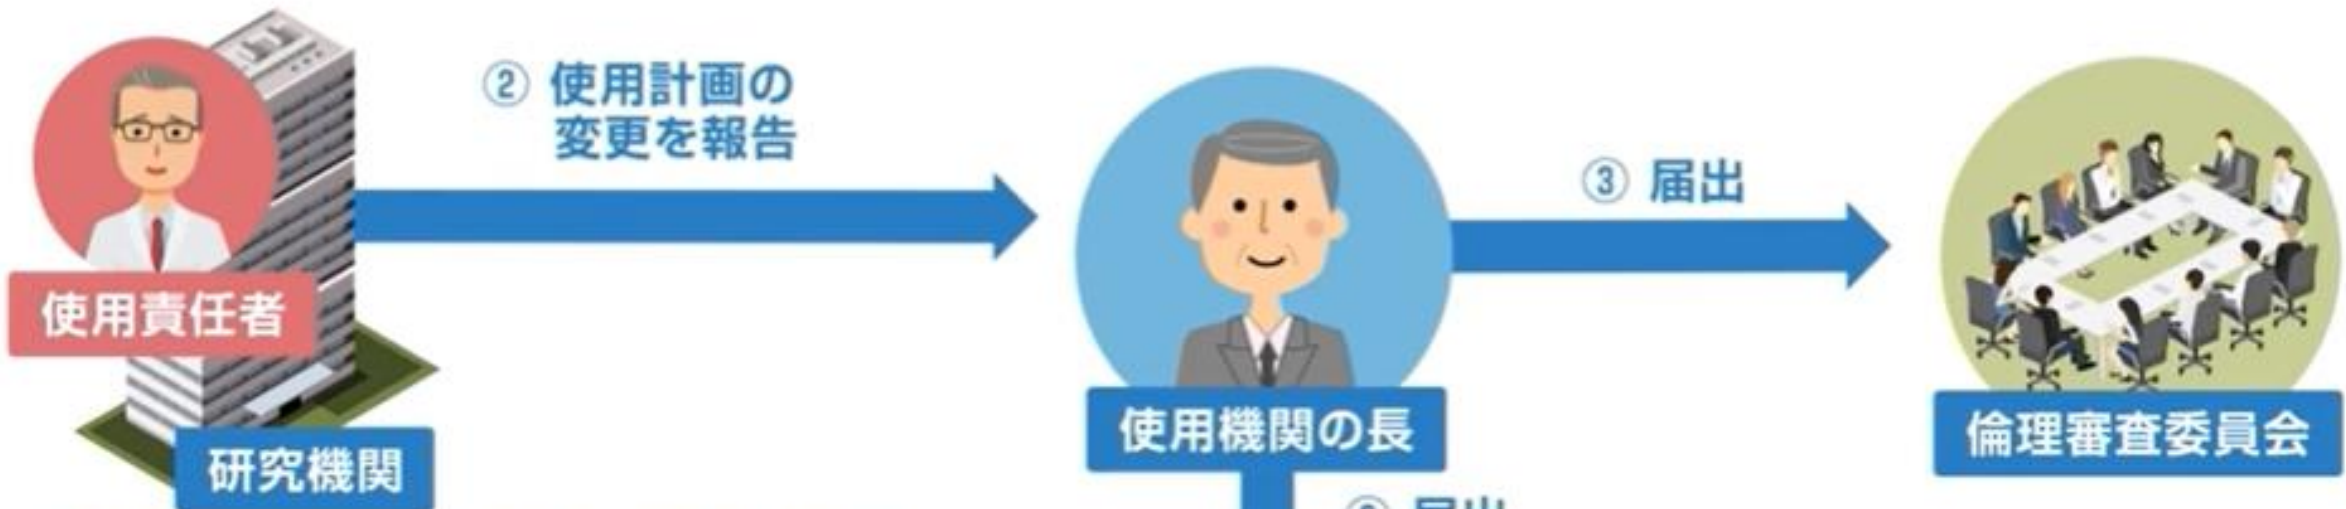 ② 使用計画の
変更を報告
③ 届出
使用責任者
使用機関の長
倫理審査委員会
研究機関